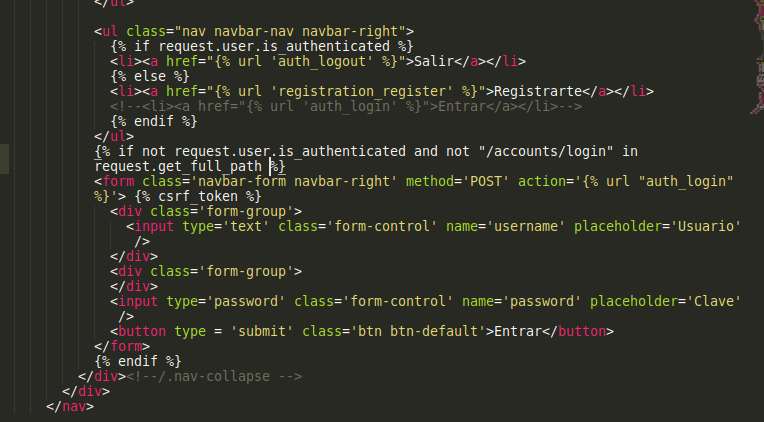 </ul>
<ul class="nav navbar-nav navbar-right">
{% if request.user.is_authenticated %}
<li><a href="{% url 'auth_logout' %}">Salir</a></li>
{% else %}
<li><a href="{% url 'registration_register' %}">Registrarte</a></li>
<!--<li><a href="{% url 'auth_login' %}">Entrar</a></li>-->
{% endif %}
</ul>
{% if not request.user.is_authenticated and not "/accounts/login" in
request.get_full_path %}
<form class='navbar-form navbar-right' method='POST' action='{% url "auth_login"
%}'> {% csrf_token %}
<div class='form-group'>
<input type='text' class='form-control' name='username' placeholder='Usuario'
/>
</div>
<div class='form-group'>
</div>
<input type='password' class='form-control' name='password' placeholder='Clave'
/>
<button type = 'submit' class='btn btn-default'>Entrar</button>
</form>
{% endif %}
</div><!--/.nav-collapse -->
</div>
</nav>